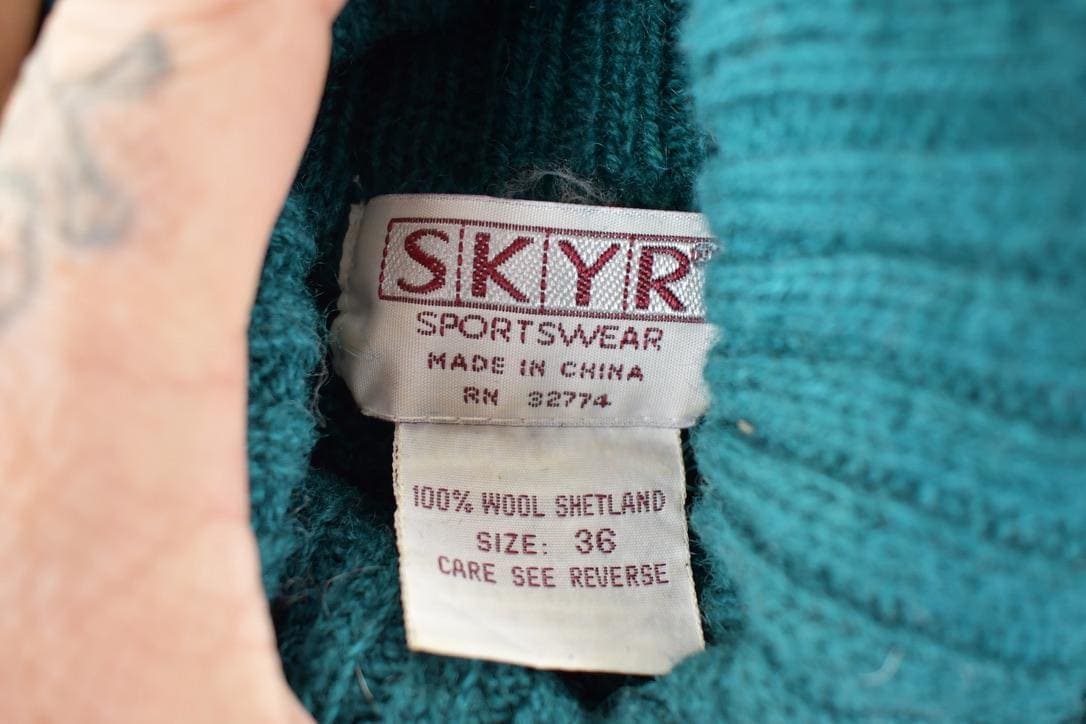 SKYR
SPORTSWEAR
MADE IN CHINA
RN 32774
100% WOOL SHETLAND
SIZE: 36
CARE SEE REVERSE